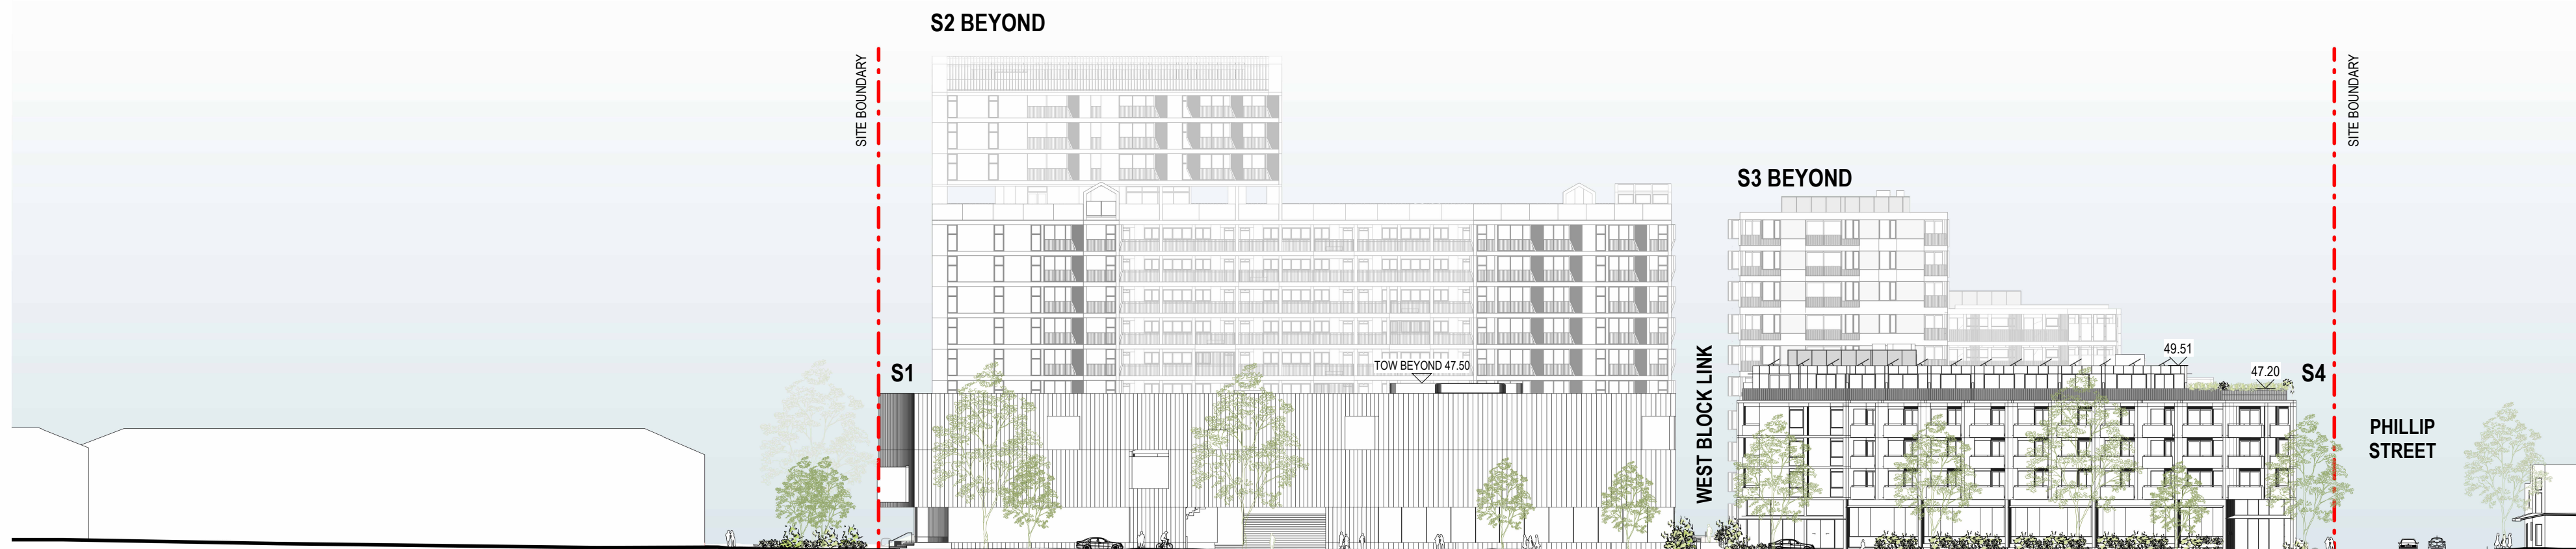 S2 BEYOND
SITE BOUNDARY
SITE BOUNDARY
S3 BEYOND
S1
TOW BEYOND 47.50
WEST BLOCK LINK
49.51
47.20
S4
PHILLIP
STREET